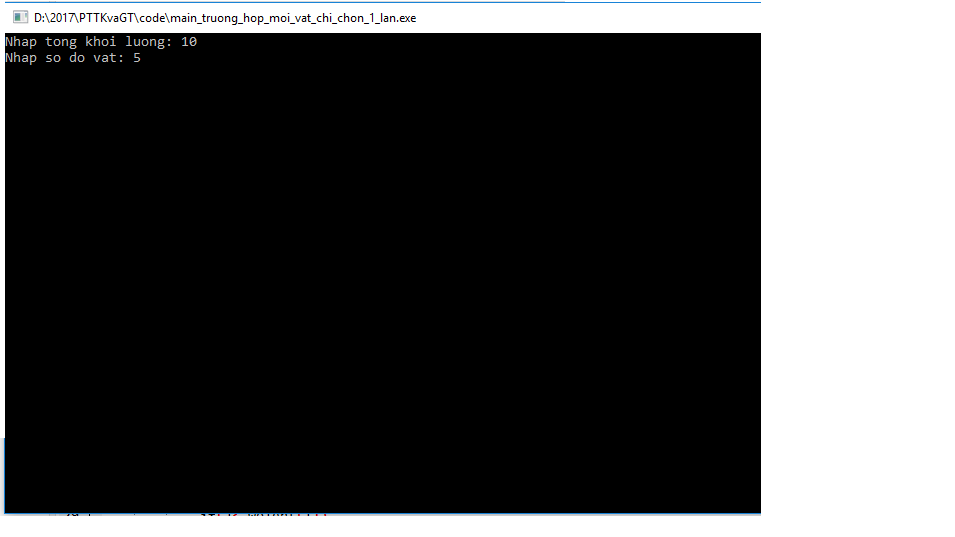 D:\2017\PTTKvaGT\code\main_truong_hop_moi_vat_chi_chon_1_lan.exe
Nhap tong khoi luong: 10
Nhap so do vat: 5